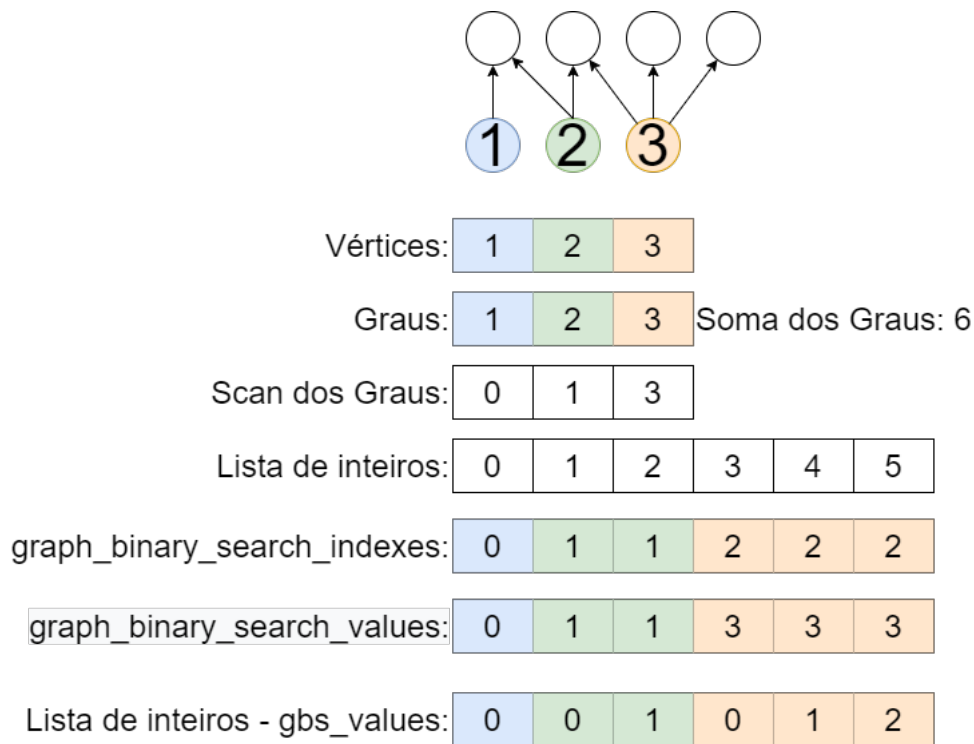 1 2 3
Vértices: 1 2 3
Graus: 1 2 3 Soma dos Graus: 6
Scan dos Graus: 0 1 3
Lista de inteiros: 0 1 2 3 4 5
graph_binary_search_indexes: 0 1 1 2 2 2
graph_binary_search_values: 0 1 1 3 3 3
Lista de inteiros - gbs_values: 0 0 1 0 1 2